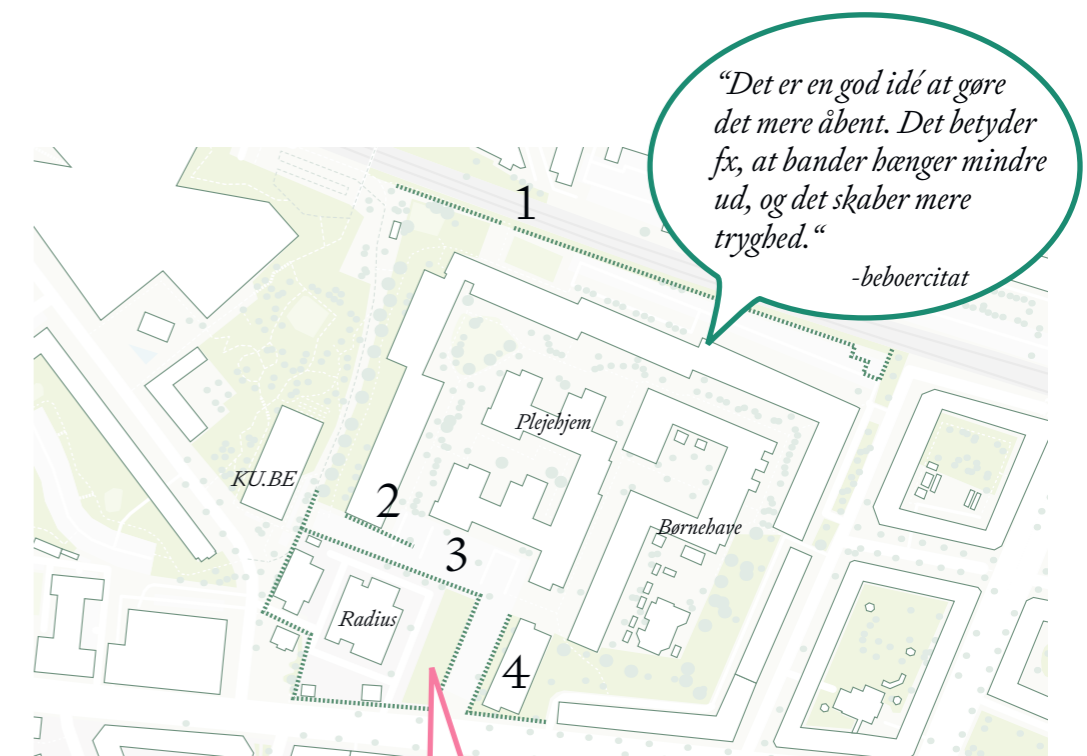 “Det er en god idé at gøre
det mere åbent. Det betyder
fx, at bander hænger mindre
ud, og det skaber mere
tryghed.“
-beboercitat
1
Plejehjem
KU.BE
2
Børnehave
3
Radius
4